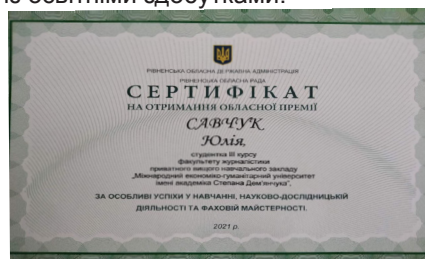 освітніми здобутками.
РІВНЕНСЬКА ОБЛАСНА ДЕРЖАВНА АДМІНІСТРАЦІЯ
РІВНЕНСЬКА ОБЛАСНА РАДА
СЕРТИФІКАТ
НА ОТРИМАННЯ ОБЛАСНОЇ ПРЕМІЇ
САВЧУК
Юлія,
студентка ІІІ курсу
факультету журналістики
приватного вищого навчального закладу
„Міжнародний економіко-гуманітарний університет
імені академіка Степана Дем'янчука",
ЗА ОСОБЛИВІ УСПІХИ У НАВЧАННІ, НАУКОВО-ДОСЛІДНИЦЬКІЙ
ДІЯЛЬНОСТІ ТА ФАХОВІЙ МАЙСТЕРНОСТІ.
2021 р.